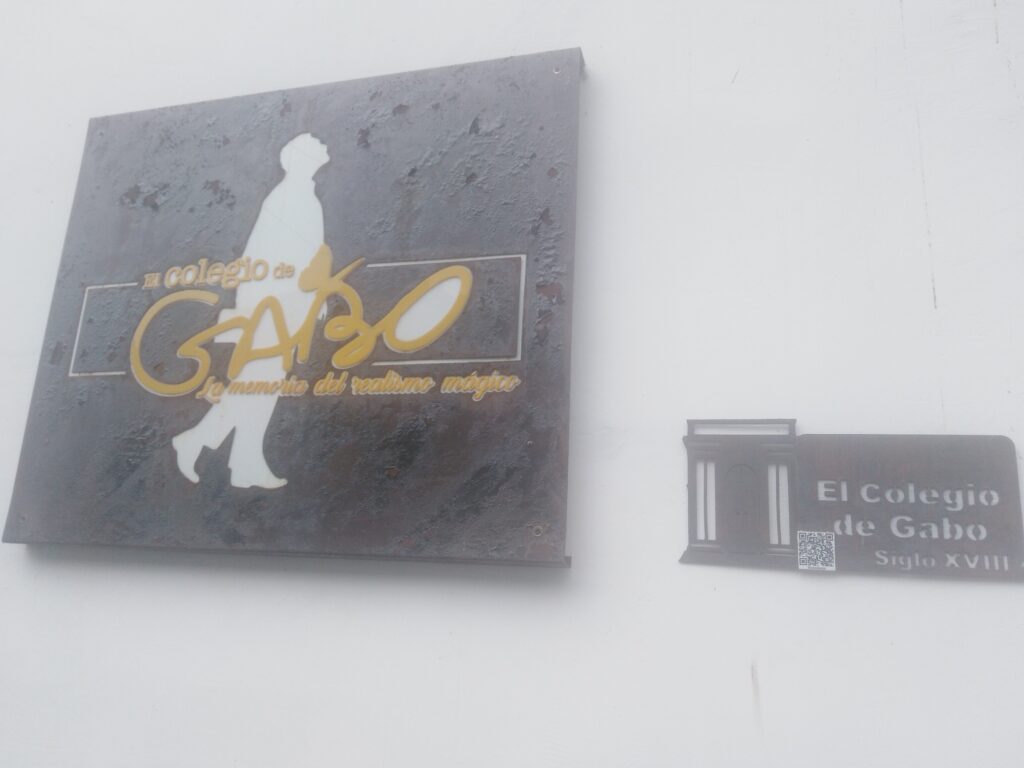 El colegio de
GABO
La memoria del realismo mágico
El Colegio
de Gabo
Siglo XVIII